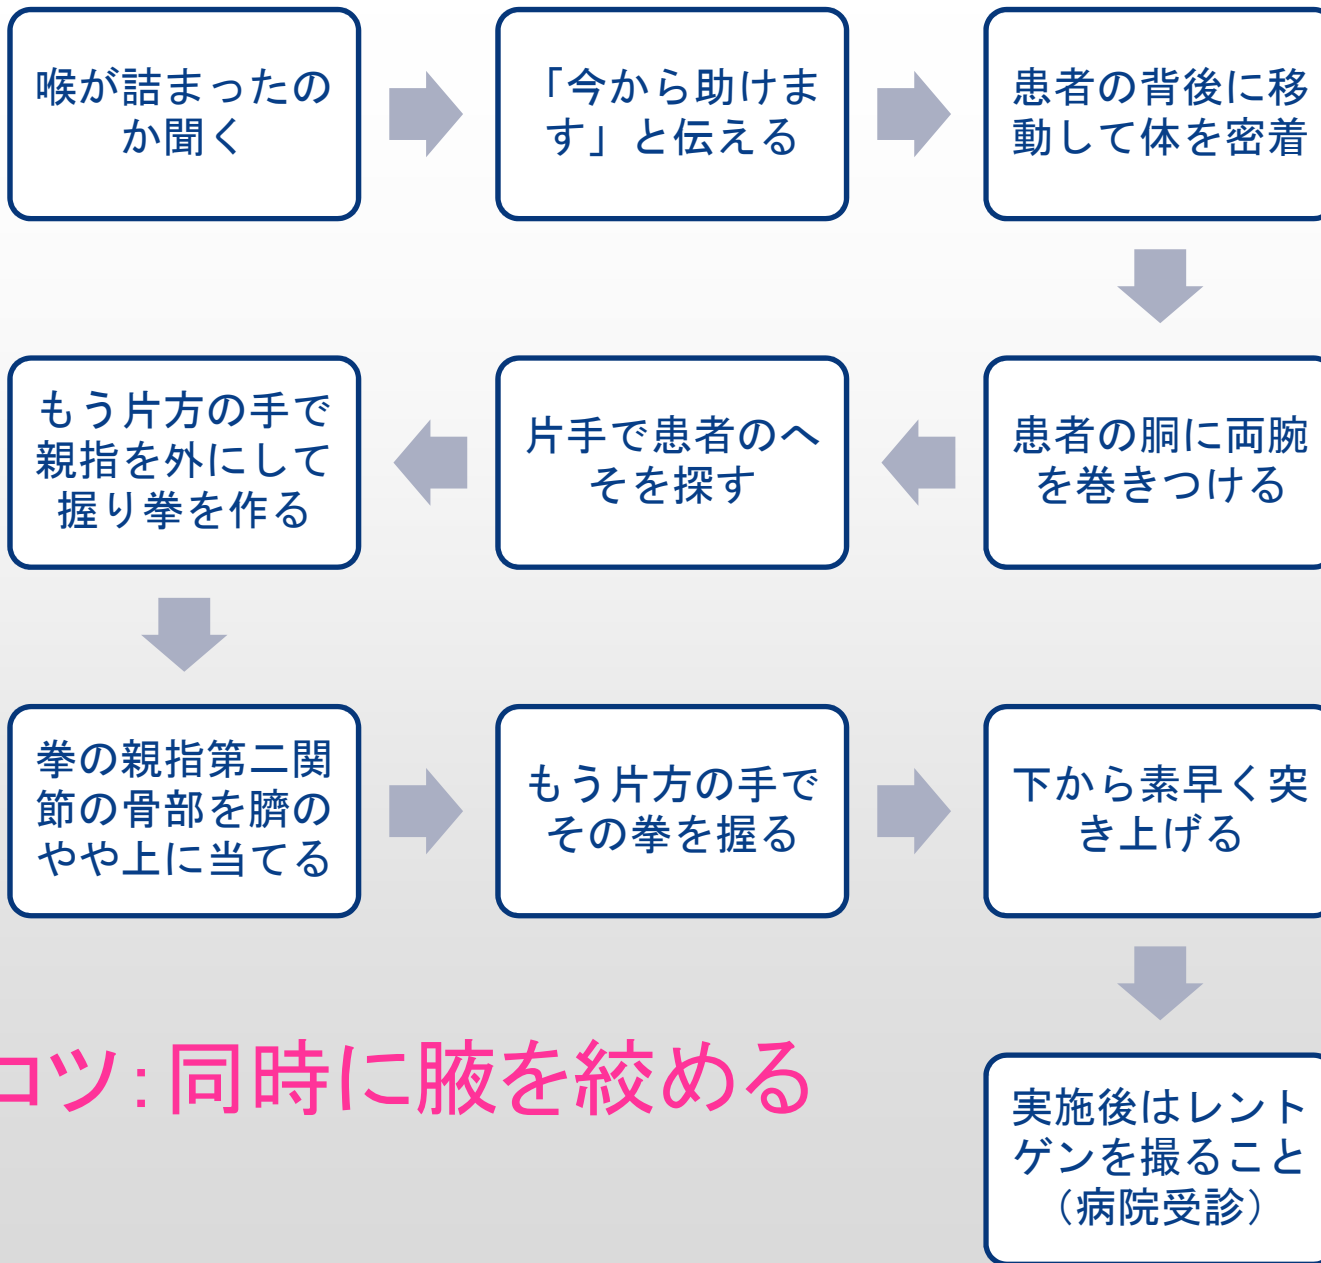 喉が詰まったの
か聞く
「今から助けま
す」と伝える
患者の背後に移
動して体を密着
患者の胴に両腕
を巻きつける
片手で患者のへ
そを探す
もう片方の手で
親指を外にして
握り拳を作る
拳の親指第二関
節の骨部を臍の
やや上に当てる
もう片方の手で
その拳を握る
下から素早く突
き上げる
実施後はレント
ゲンを撮ること
（病院受診）
コツ：同時に腋を絞める